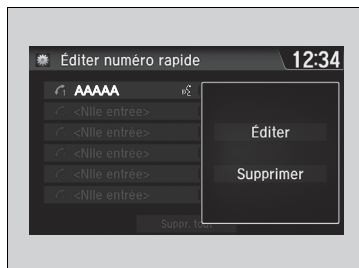 Éditer numéro rapide
12:34
AAAAA
<Nlle entrée>
<Nlle entrée>
<Nlle entrée>
<Nlle entrée>
<Nlle entrée>
Éditer
Supprimer
Suppr. tout